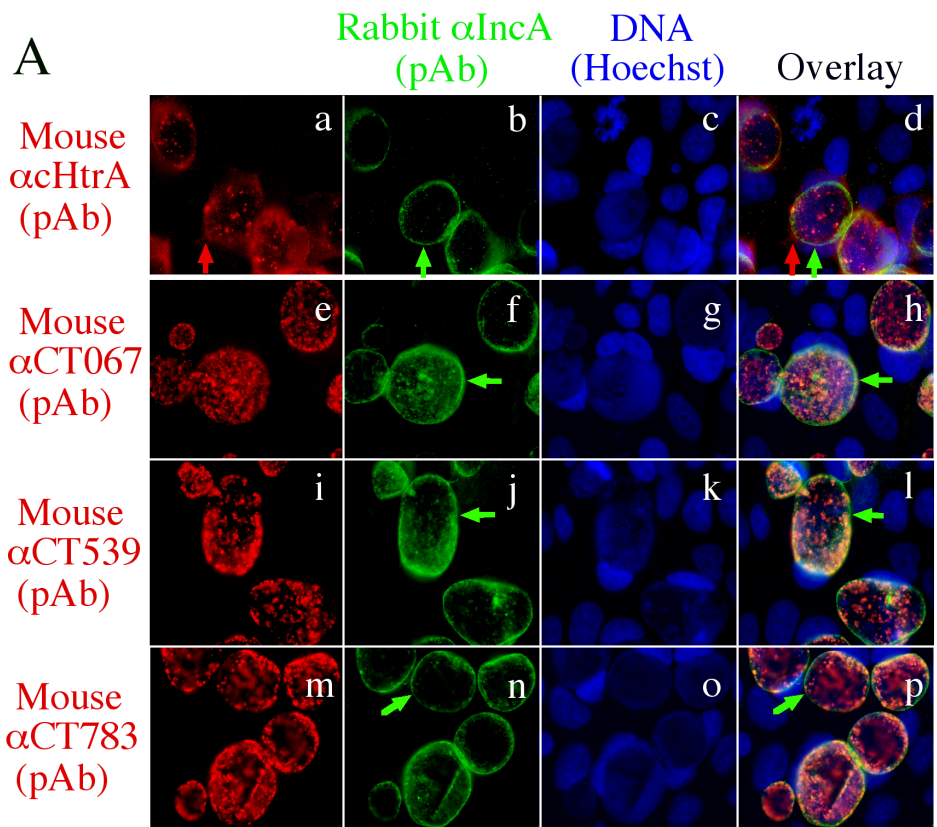 A
Rabbit αIncA
(pAb)
DNA
(Hoechst)
Overlay
Mouse
αcHtrA
(pAb)
a
b
c
d
Mouse
αCT067
(pAb)
e
f
g
h
Mouse
αCT539
(pAb)
i
j
k
l
Mouse
αCT783
(pAb)
m
n
o
p